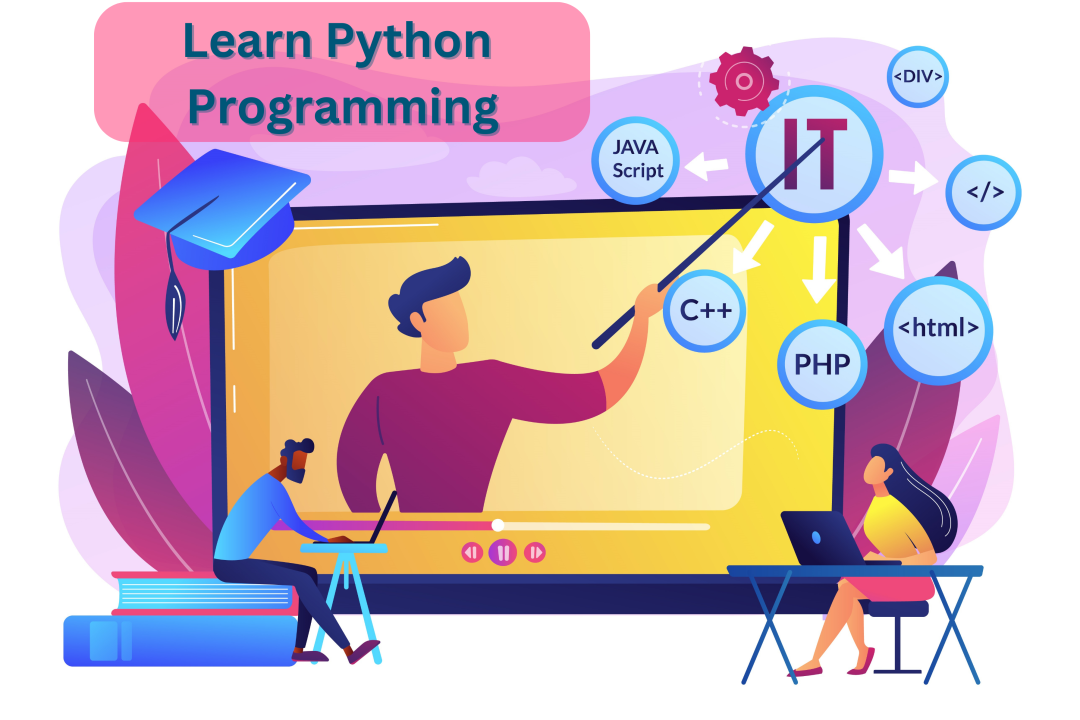 Learn Python
Programming
<DIV>
IT
JAVA
Script
</>
C++
<html>
PHP